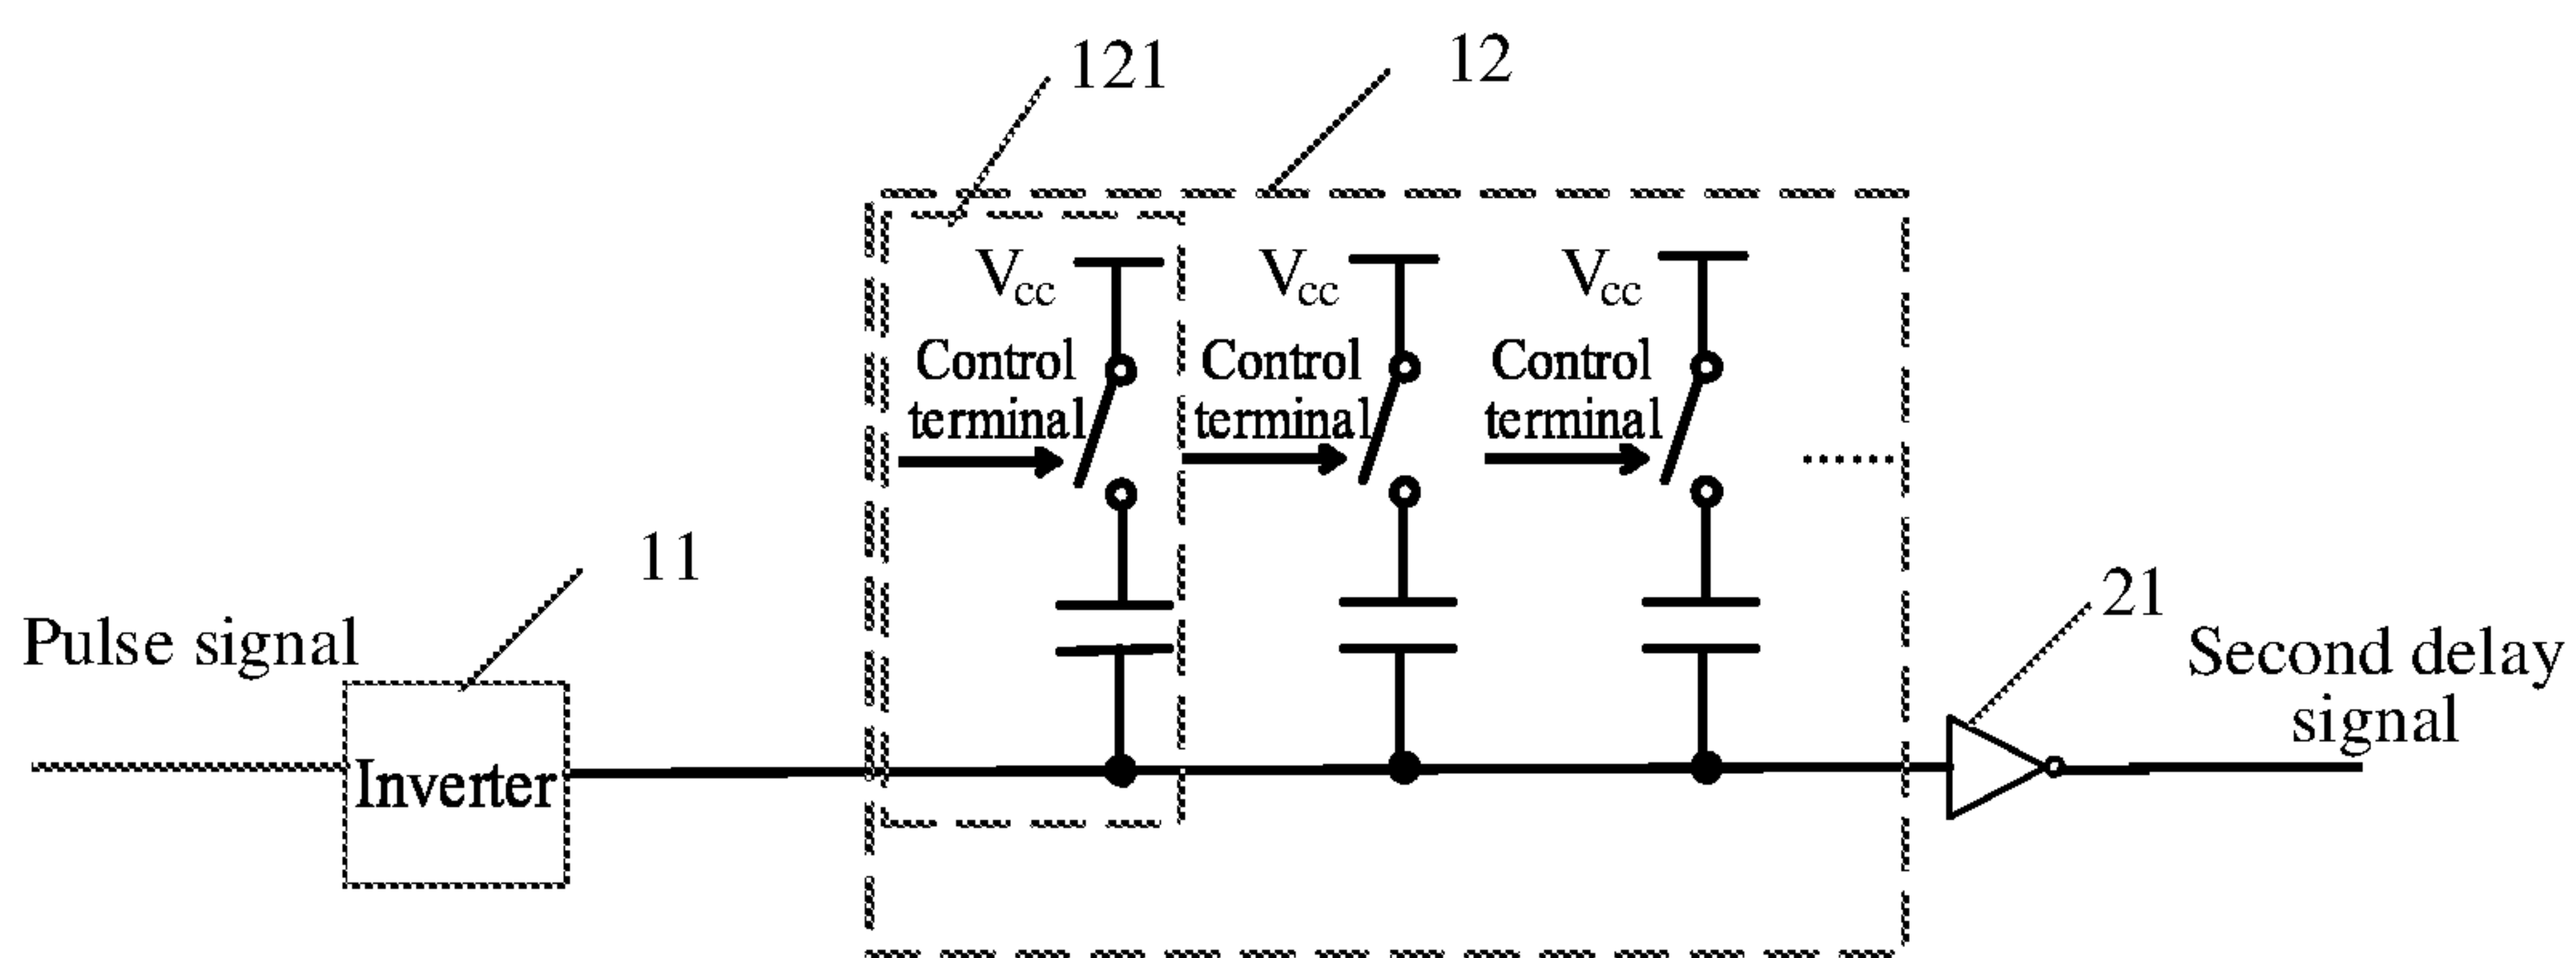 121
12
Vcc
Vcc
Vcc
Control
terminal
Control
terminal
Control
terminal
......
11
21
Pulse signal
Second delay
signal
Inverter